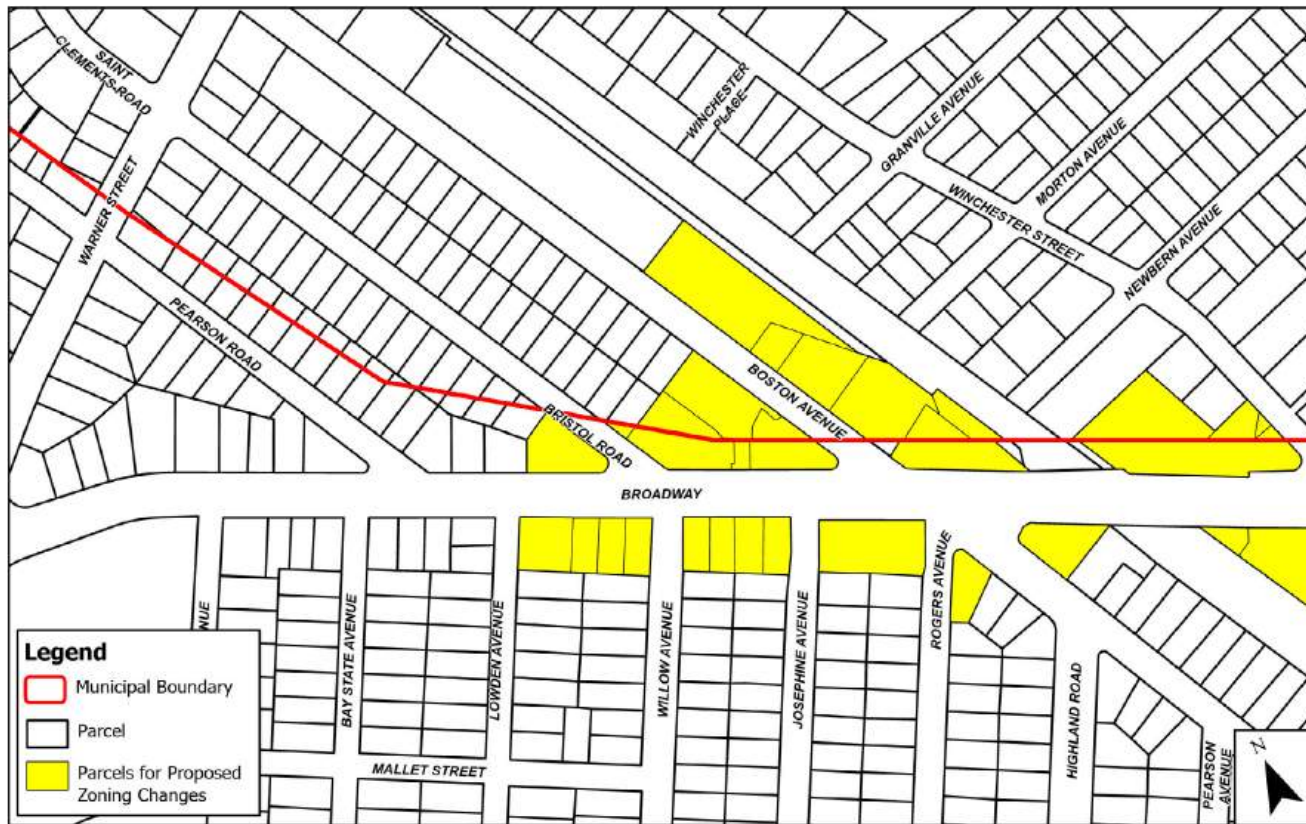 SAINT
CLEMENTS ROAD
WARNER STREET
PEARSON ROAD
WINCHESTER
PLACE
GRANVILLE AVENUE
MORTON AVENUE
WINCHESTER STREET
NEWBERN AVENUE
BOSTON AVENUE
BRISTOL ROAD
BROADWAY
NUE
BAY STATE AVENUE
LOWDEN AVENUE
WILLOW AVENUE
JOSEPHINE AVENUE
ROGERS AVENUE
HIGHLAND ROAD
PEARSON
AVENUE
MALLET STREET
Legend
Municipal Boundary
Parcel
Parcels for Proposed
Zoning Changes
N